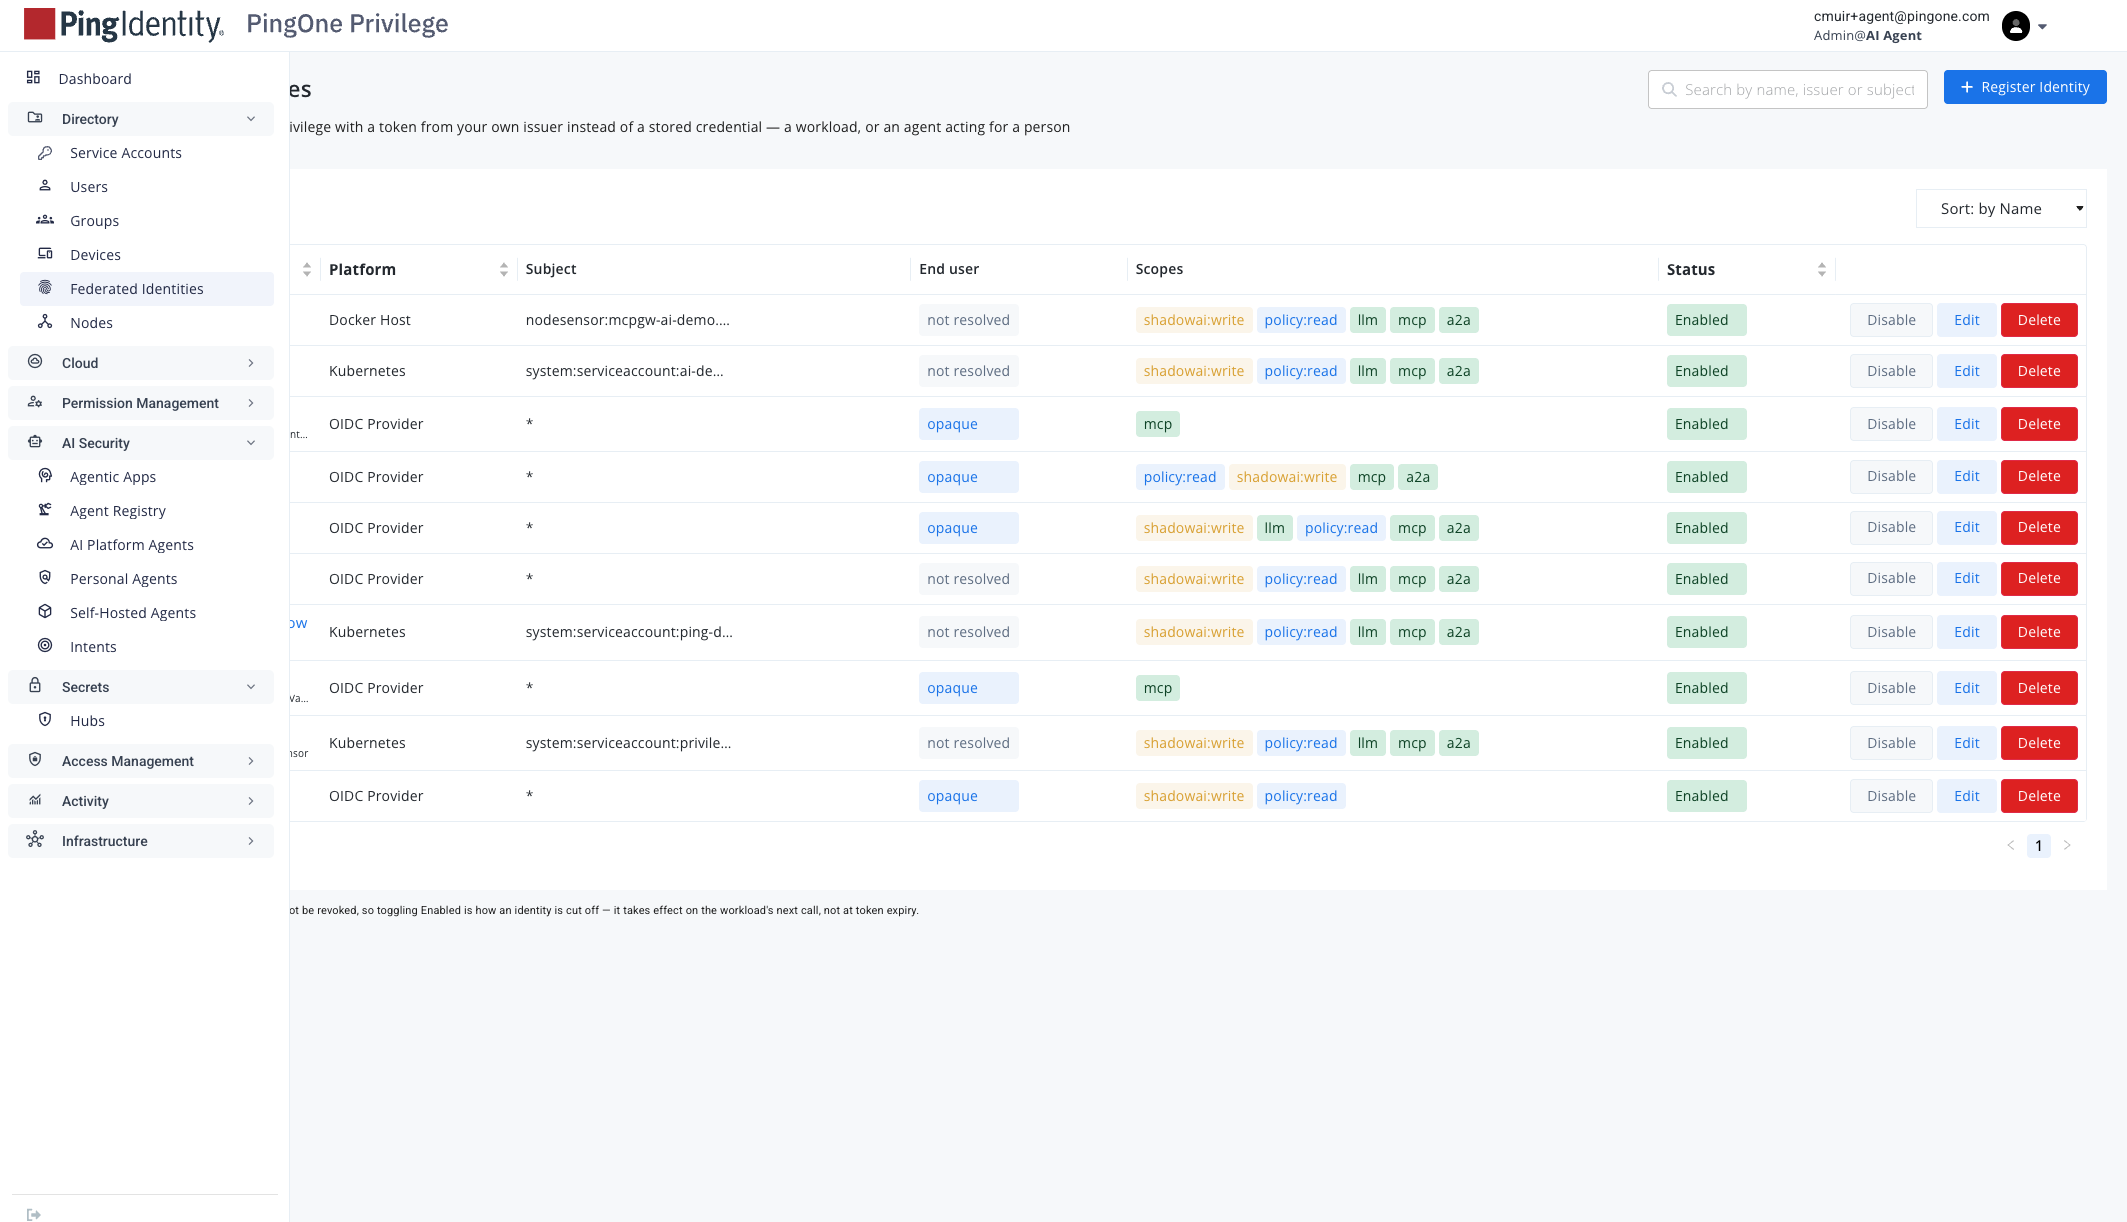 PingIdentity PingOne Privilege
cmuir+agent@pingone.com
Admin@AI Agent
Dashboard
Directory
Service Accounts
Users
Groups
Devices
Federated Identities
Nodes
Cloud
Permission Management
AI Security
Agentic Apps
Agent Registry
AI Platform Agents
Personal Agents
Self-Hosted Agents
Intents
Secrets
Hubs
Access Management
Activity
Infrastructure
es
Search by name, issuer or subject
+ Register Identity
ivilege with a token from your own issuer instead of a stored credential — a workload, or an agent acting for a person
Sort: by Name
Platform Subject End user Scopes Status
Docker Host nodesensor:mcpgw-ai-demo.... not resolved shadowai:write policy:read llm mcp a2a Enabled Disable Edit Delete
Kubernetes system:serviceaccount:ai-de... not resolved shadowai:write policy:read llm mcp a2a Enabled Disable Edit Delete
nt... OIDC Provider * opaque mcp Enabled Disable Edit Delete
OIDC Provider * opaque policy:read shadowai:write mcp a2a Enabled Disable Edit Delete
OIDC Provider * opaque shadowai:write llm policy:read mcp a2a Enabled Disable Edit Delete
OIDC Provider * not resolved shadowai:write policy:read llm mcp a2a Enabled Disable Edit Delete
ow Kubernetes system:serviceaccount:ping-d... not resolved shadowai:write policy:read llm mcp a2a Enabled Disable Edit Delete
Va... OIDC Provider * opaque mcp Enabled Disable Edit Delete
nsor Kubernetes system:serviceaccount:privile... not resolved shadowai:write policy:read llm mcp a2a Enabled Disable Edit Delete
OIDC Provider * opaque shadowai:write policy:read Enabled Disable Edit Delete
< 1 >
ot be revoked, so toggling Enabled is how an identity is cut off — it takes effect on the workload's next call, not at token expiry.